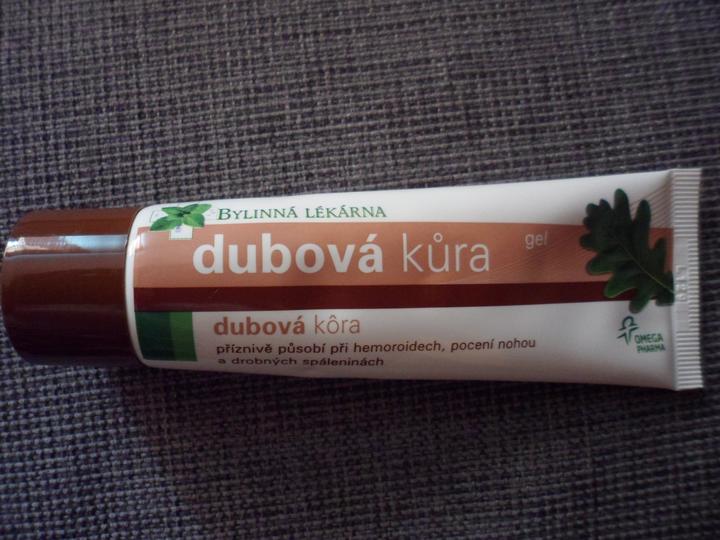 BYLINNÁ LÉKÁRNA
dubová kůra
gel
dubová kôra
příznivě působí při hemoroidech, pocení nohou
a drobných spáleninách
OMEGA
PHARMA